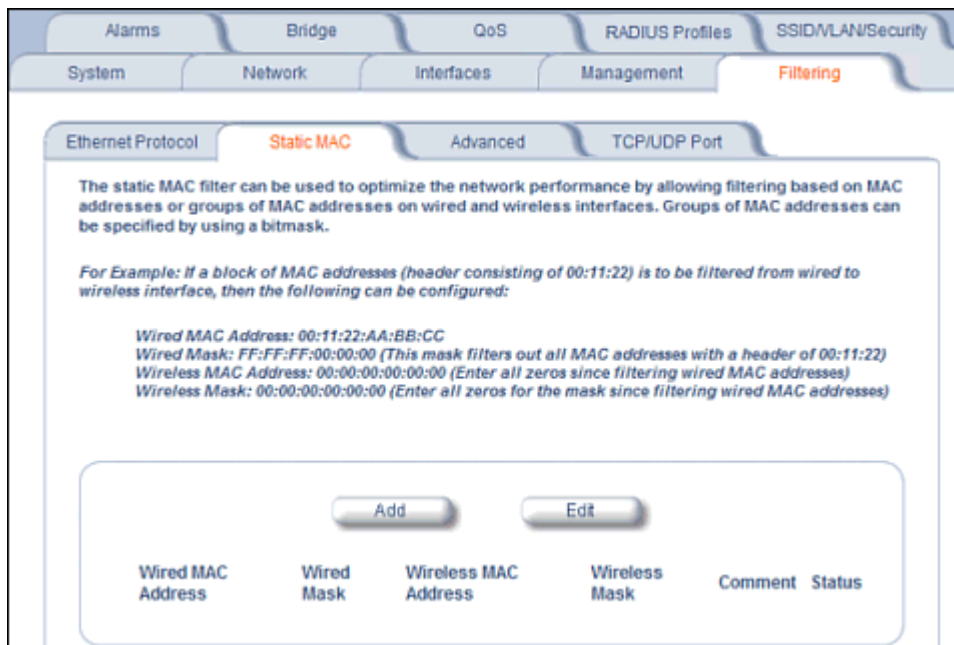 Alarms Bridge QoS RADIUS Profiles SSID/VLAN/Security
System Network Interfaces Management Filtering
Ethernet Protocol Static MAC Advanced TCP/UDP Port
The static MAC filter can be used to optimize the network performance by allowing filtering based on MAC
addresses or groups of MAC addresses on wired and wireless interfaces. Groups of MAC addresses can
be specified by using a bitmask.
For Example: If a block of MAC addresses (header consisting of 00:11:22) is to be filtered from wired to
wireless interface, then the following can be configured:
Wired MAC Address: 00:11:22:AA:BB:CC
Wired Mask: FF:FF:FF:00:00:00 (This mask filters out all MAC addresses with a header of 00:11:22)
Wireless MAC Address: 00:00:00:00:00:00 (Enter all zeros since filtering wired MAC addresses)
Wireless Mask: 00:00:00:00:00:00 (Enter all zeros for the mask since filtering wired MAC addresses)
Add Edit
Wired MAC Address Wired Mask Wireless MAC Address Wireless Mask Comment Status